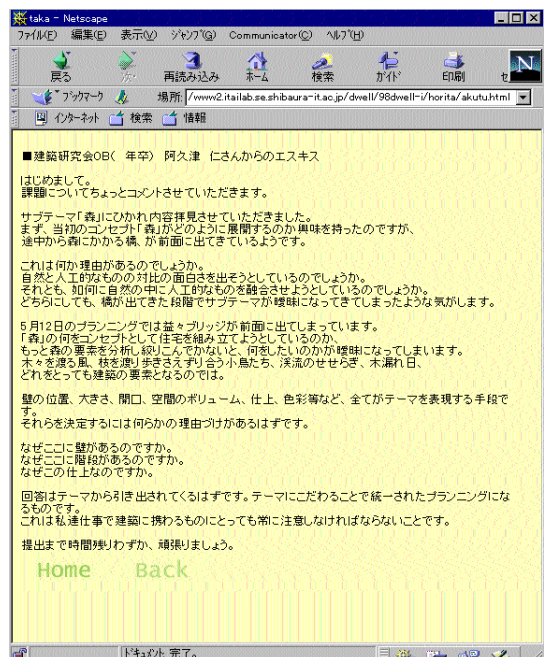 taka - Netscape
ファイル(F) 編集(E) 表示(V) ジャンプ(G) Communicator(C) ヘルプ(H)
戻る 次へ 再読み込み ホーム 検索 ガイド 印刷 セ
N
ブックマーク 場所: /www2.itailab.se.shibaura-it.ac.jp/dwell/98dwell-i/horita/akutu.html
インターネット 検索 情報
■建築研究会OB( 年卒) 阿久津 仁さんからのエスキス
はじめまして。
課題についてちょっとコメントさせていただきます。
サブテーマ「森」にひかれ内容拝見させていただきました。
まず、当初のコンセプト「森」がどのように展開するのか興味を持ったのですが、
途中から森にかかる橋、が前面に出てきているようです。
これは何か理由があるのでしょうか。
自然と人工的なものの対比の面白さを出そうとしているのでしょうか。
それとも、如何に自然の中に人工的なものを融合させようとしているのでしょうか。
どちらにしても、橋が出てきた段階でサブテーマが曖昧になってきてしまったような気がします。
5月12日のプランニングでは益々ブリッジが前面に出てしまっています。
「森」の何をコンセプトとして住宅を組み立てようとしているのか、
もっと森の要素を分析し絞りこんでかないと、何をしたいのかが曖昧になってしまいます。
木々を渡る風、枝を渡り歩きさえずり合う小鳥たち、渓流のせせらぎ、木漏れ日、
どれをとっても建築の要素となるのでは。
壁の位置、大きさ、開口、空間のボリューム、仕上、色彩等など、全てがテーマを表現する手段で
す。
それらを決定するには何らかの理由づけがあるはずです。
なぜここに壁があるのですか。
なぜここに階段があるのですか。
なぜこの仕上なのですか。
回答はテーマから引き出されてくるはずです。テーマにこだわることで統一されたプランニングにな
るものです。
これは私達仕事で建築に携わるものにとっても常に注意しなければならないことです。
提出まで時間残りわずか、頑張りましょう。
Home Back
ドキュメント 完了。